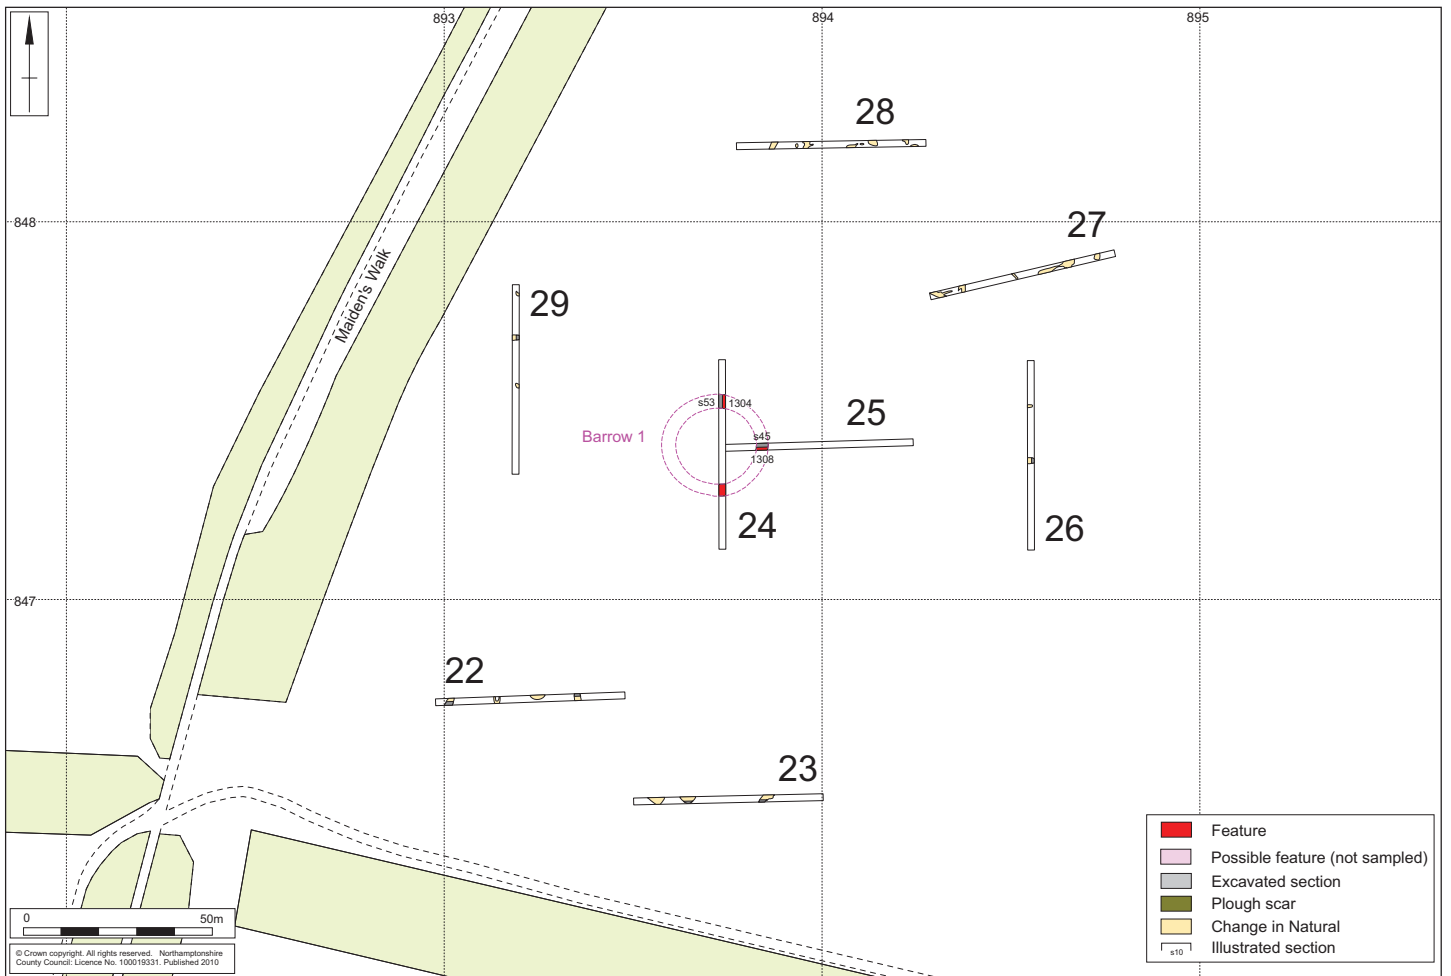 893
894
895
28
848
27
Maiden's Walk
29
s53
1304
25
Barrow 1
s45
1308
24
26
847
22
23
Feature
Possible feature (not sampled)
Excavated section
Plough scar
Change in Natural
s10
Illustrated section
0
50m
© Crown copyright. All rights reserved. Northamptonshire
County Council: Licence No. 100019331. Published 2010